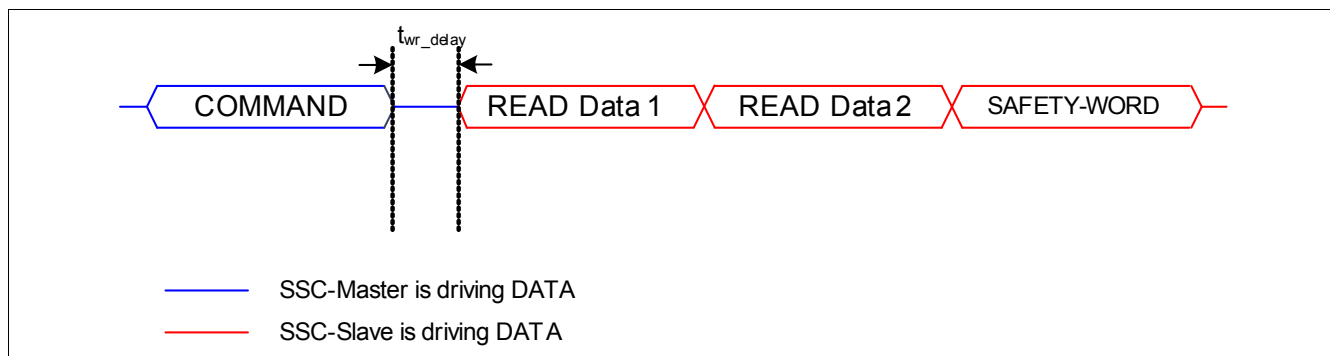 twr_delay
COMMAND READ Data 1 READ Data 2 SAFETY-WORD
SSC-Master is driving DATA
SSC-Slave is driving DATA